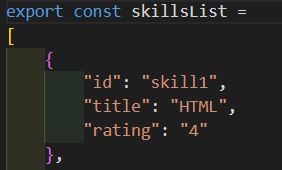 export const skillsList =
[
{
"id": "skill1",
"title": "HTML",
"rating": "4"
},